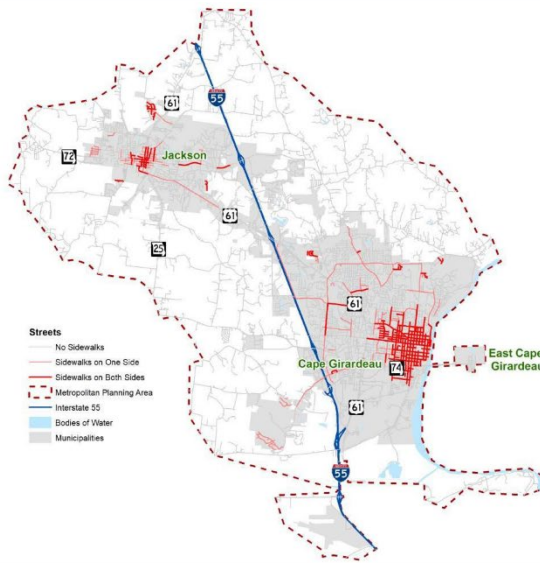 61
55
Jackson
72
61
25
61
Cape Girardeau
74
East Cape
Girardeau
61
55
Streets
No Sidewalks
Sidewalks on One Side
Sidewalks on Both Sides
Metropolitan Planning Area
Interstate 55
Bodies of Water
Municipalities